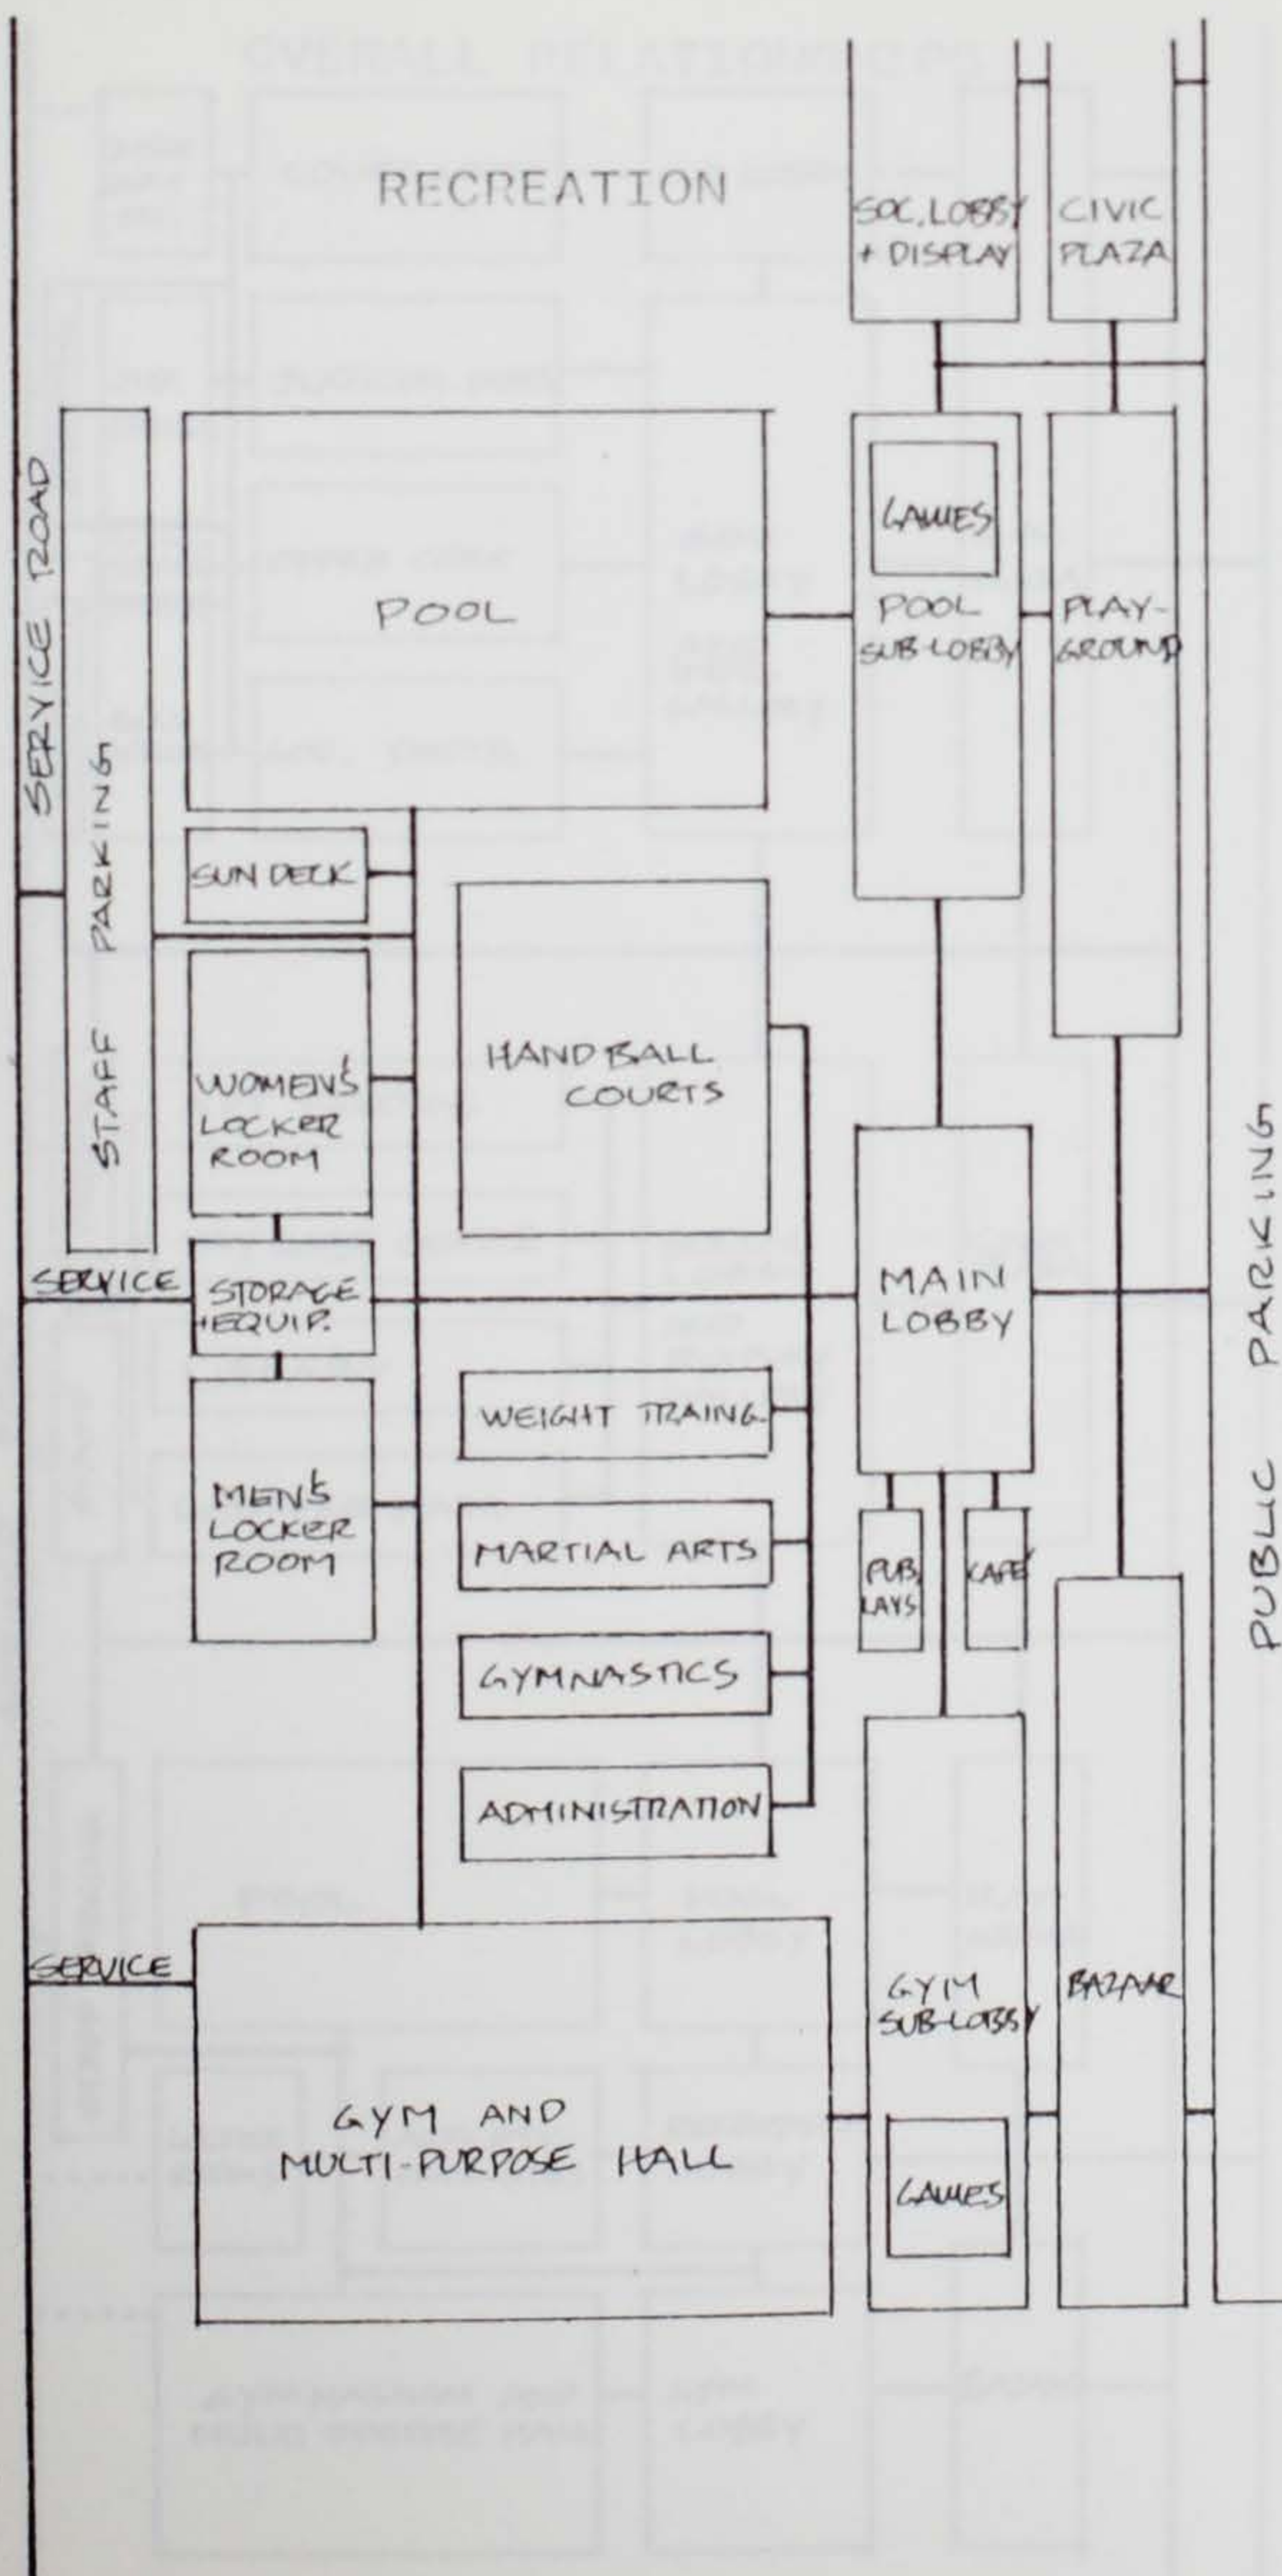 RECREATION
SOC. LOBBY
+ DISPLAY
CIVIC
PLAZA
SERVICE ROAD
STAFF PARKING
POOL
GAMES
POOL
SUB-LOBBY
PLAY-
GROUND
SUN DECK
WOMEN'S
LOCKER
ROOM
HANDBALL
COURTS
SERVICE
STORAGE
+EQUIP.
MAIN
LOBBY
PUBLIC PARKING
WEIGHT TRAING.
MEN'S
LOCKER
ROOM
MARTIAL ARTS
PUB.
LAVS
CAFÉ
GYMNASTICS
ADMINISTRATION
SERVICE
GYM
SUB-LOBBY
BAZAAR
GYM AND
MULTI-PURPOSE HALL
GAMES